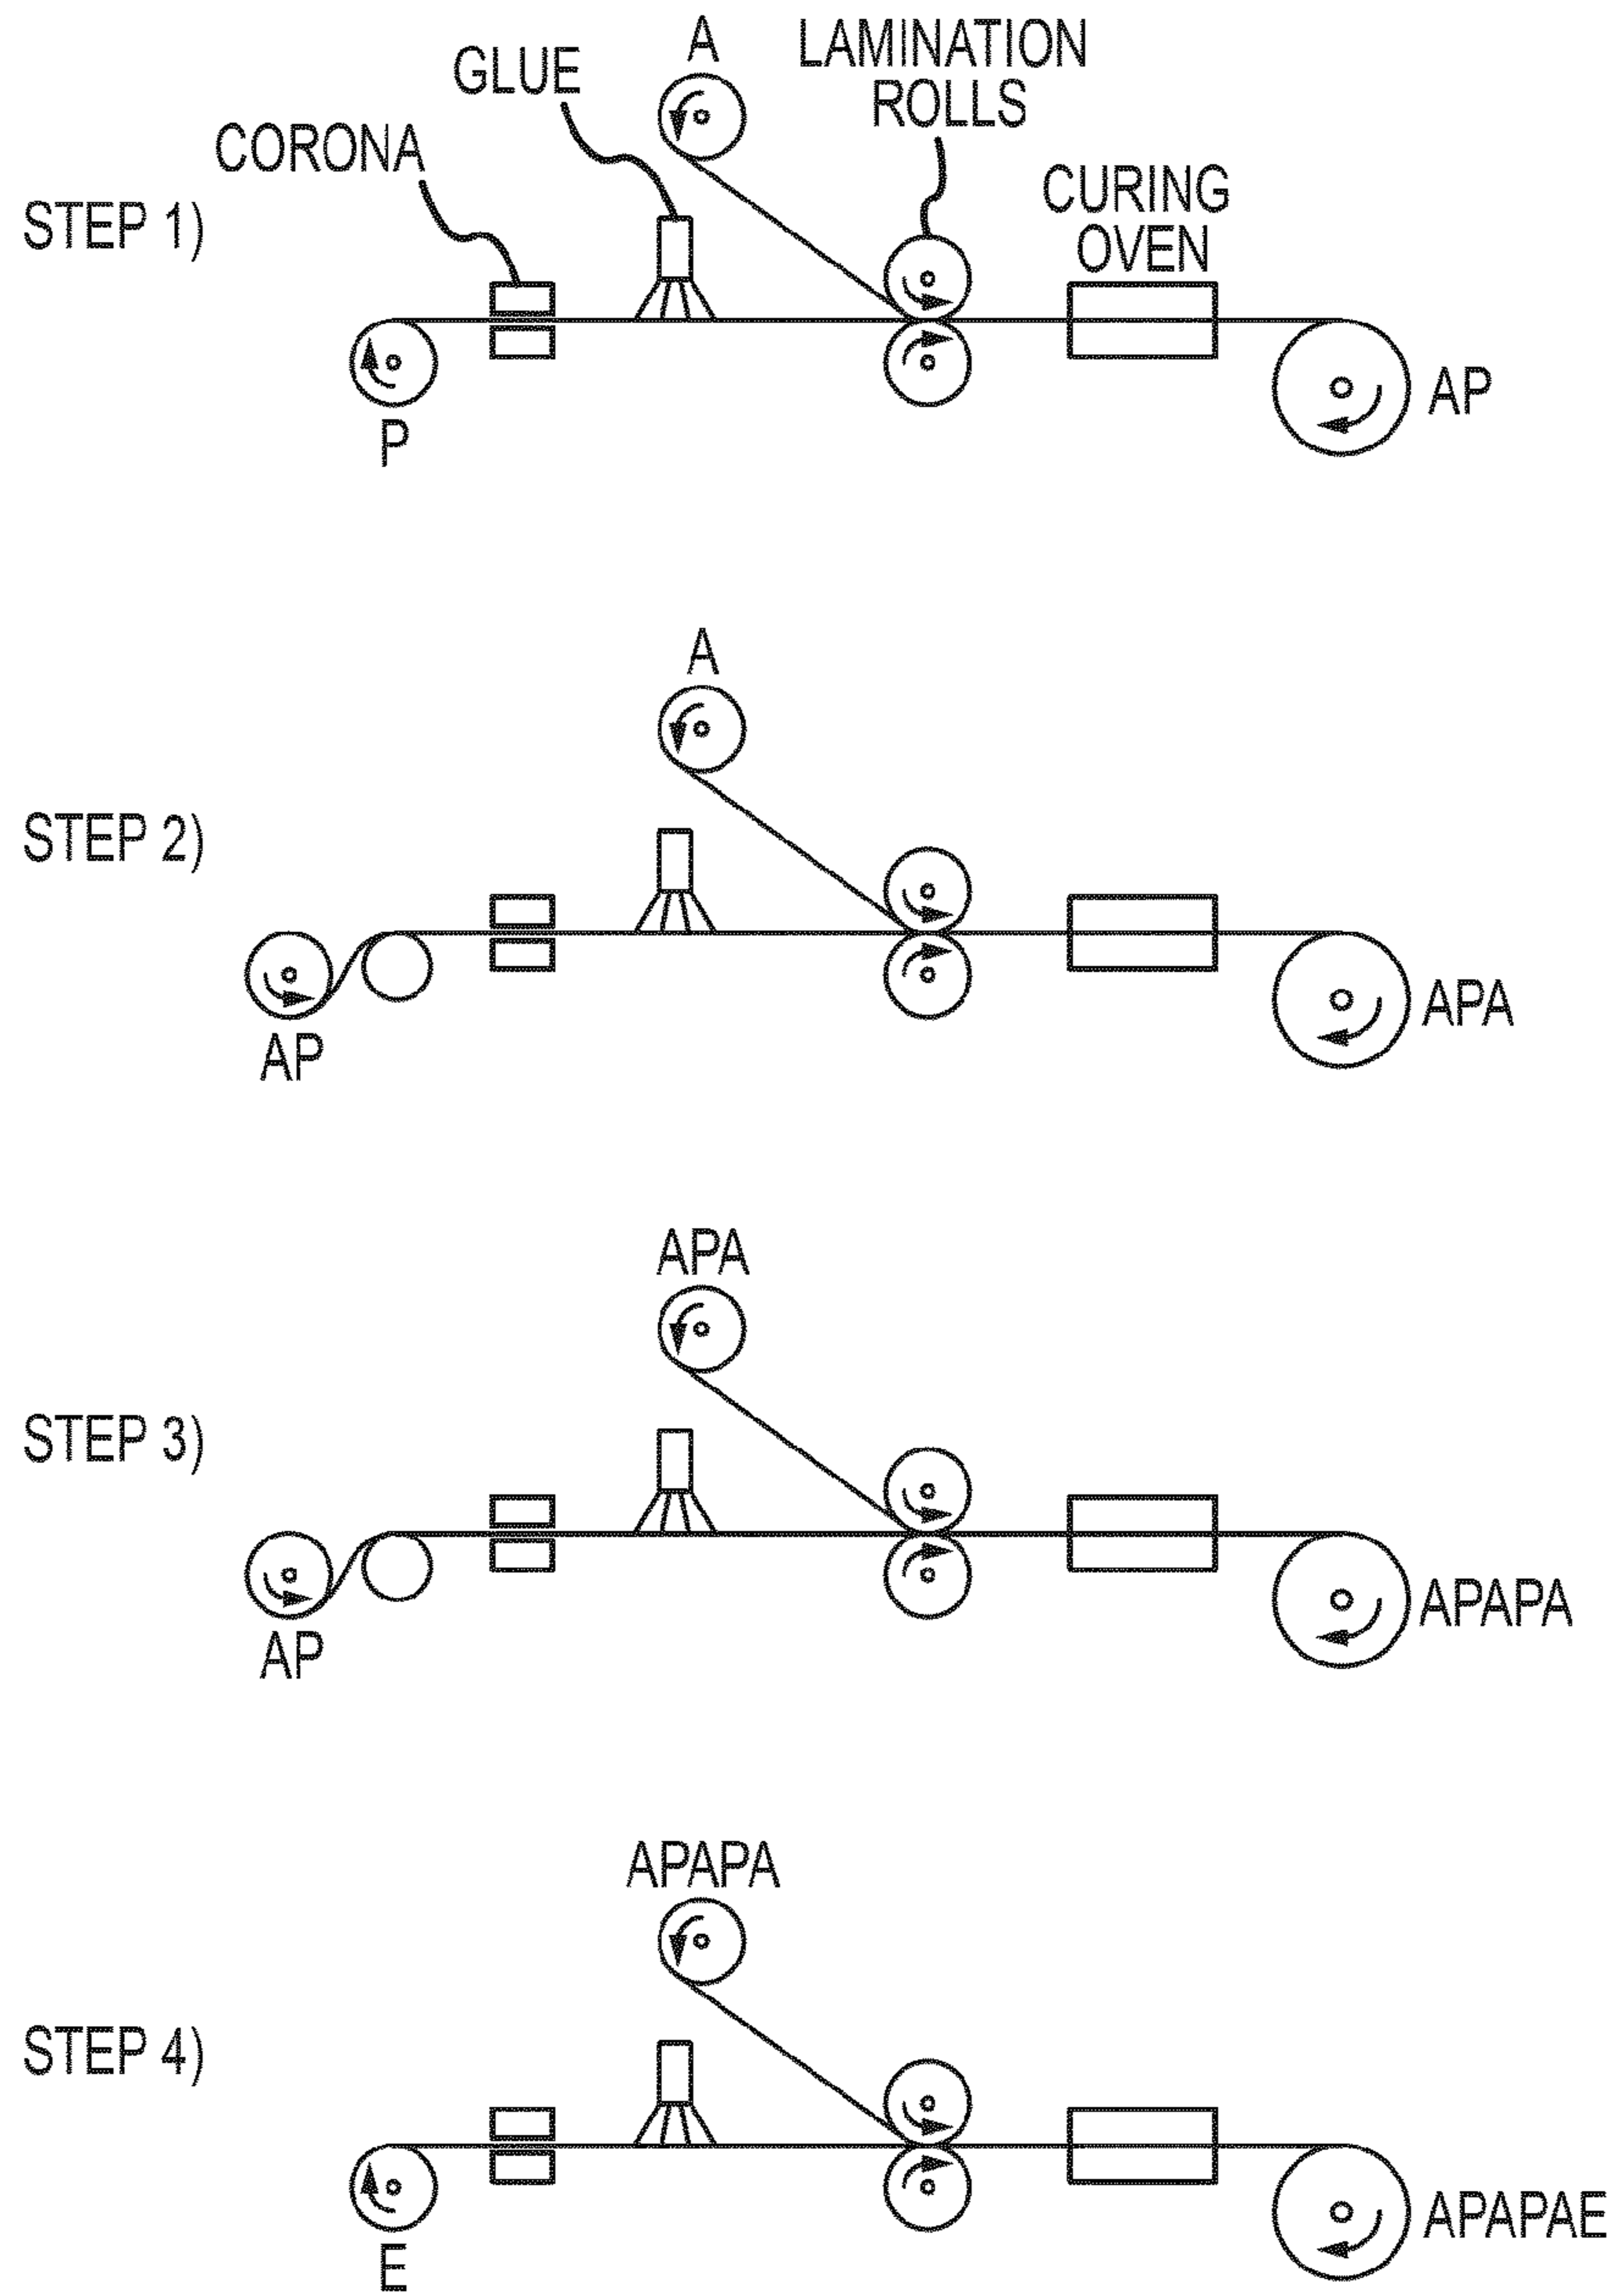 A
LAMINATION
ROLLS
GLUE
CORONA
CURING
OVEN
STEP 1)
AP
P
A
STEP 2)
APA
AP
APA
STEP 3)
APAPA
AP
APAPA
STEP 4)
APAPAE
E